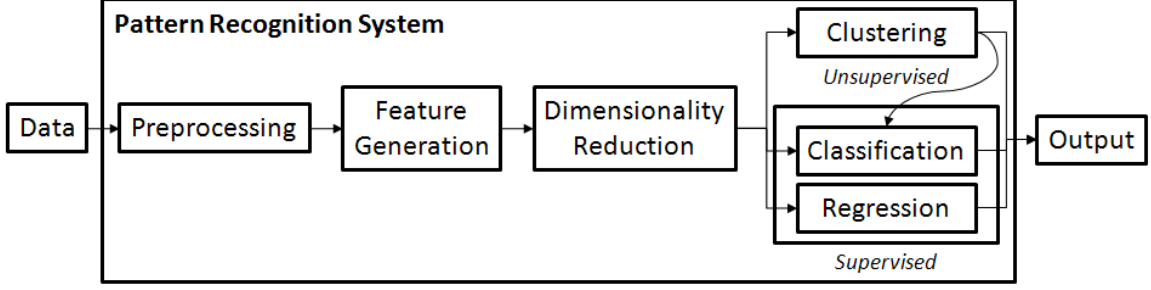 Pattern Recognition System
Data
Preprocessing
Feature
Generation
Dimensionality
Reduction
Clustering
Unsupervised
Classification
Regression
Supervised
Output